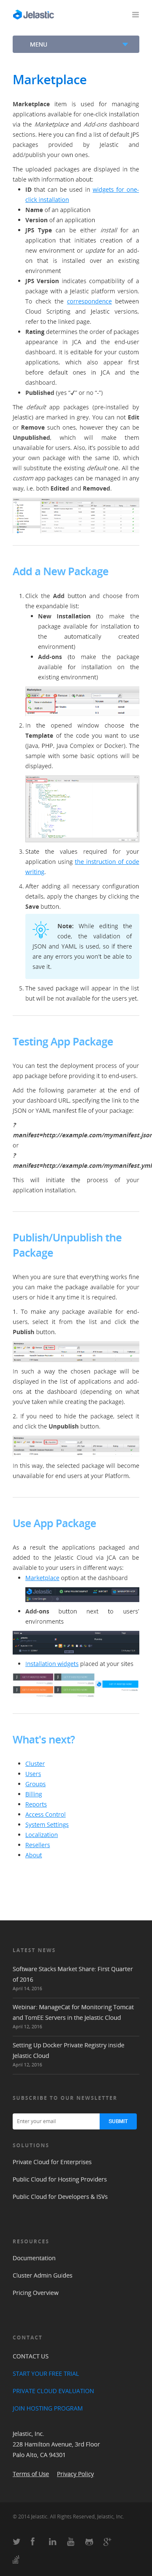 Jelastic
MENU
Marketplace
Marketplace item is used for managing
applications available for one-click installation
via the Marketplace and Add-on dashboard
sections. Here you can find a list of default JPS
packages provided by Jelastic and
add/publish your own ones.
The uploaded packages are displayed in the
table with information about:
ID that can be used in widgets for one-
click installation
Name of an application
Version of an application
JPS Type can be either install for an
application that initiates creation of a
new environment or update for an add-
on to be installed over an existing
environment
JPS Version indicates compatibility of a
package with a Jelastic platform version.
To check the correspondence between
Cloud Scripting and Jelastic versions,
refer to the linked page.
Rating determines the order of packages
appearance in JCA and the end-user
dashboard. It is editable for your custom
applications, which also appear first
before default ones in JCA and the
dashboard.
Published (yes "✓" or no "-")
The default app packages (pre-installed by
Jelastic) are marked in grey. You can not Edit
or Remove such ones, however they can be
Unpublished, which will make them
unavailable for users. Also, it's possible to add
your own package with the same ID, which
will substitute the existing default one. All the
custom app packages can be managed in any
way, i.e. both Edited and Removed.
Add a New Package
1. Click the Add button and choose from
the expandable list:
New installation (to make the
package available for installation to
the automatically created
environment)
Add-ons (to make the package
available for installation on the
existing environment)
2. In the opened window choose the
Template of the code you want to use
(Java, PHP, Java Compiler or Docker). The
sample with some options will be
displayed.
3. State the values required for your
application using the instruction of code
writing.
4. After adding all necessary configuration
details, apply the changes by clicking the
Save button.
Note: While editing the
code, the validation of
JSON and YAML is used, so if there
are any errors you won't be able to
save it.
5. The saved package will appear in the list
but will be not available for the users yet.
Testing App Package
You can test the deployment process of your
app package before providing it to end-users.
Add the following parameter at the end of
your dashboard URL, specifying the link to the
JSON or YAML manifest file of your package:
?
manifest=http://example.com/mymanifest.json
or
?
manifest=http://example.com/mymanifest.yml
This will initiate the process of your
application installation.
Publish/Unpublish the
Package
When you are sure that everything works fine
you can make the package available for your
users or hide it any time it is required.
1. To make any package available for end-
users, select it from the list and click the
Publish button.
In such a way the chosen package will be
displayed in the list of applications and add-
ons in the dashboard (depending on what
type you've taken while creating the package).
2. If you need to hide the package, select it
and click the Unpublish button.
In this way, the selected package will become
unavailable for end users at your Platform.
Use App Package
As a result the applications packaged and
added to the Jelastic Cloud via JCA can be
available to your users in different ways:
Marketplace option at the dashboard
Add-ons button next to users'
environments
installation widgets placed at your sites
What's next?
Cluster
Users
Groups
Billing
Reports
Access Control
System Settings
Localization
Resellers
About
LATEST NEWS
Software Stacks Market Share: First Quarter
of 2016
April 14, 2016
Webinar: ManageCat for Monitoring Tomcat
and TomEE Servers in the Jelastic Cloud
April 12, 2016
Setting Up Docker Private Registry inside
Jelastic Cloud
April 12, 2016
SUBSCRIBE TO OUR NEWSLETTER
Enter your email
SUBMIT
SOLUTIONS
Private Cloud for Enterprises
Public Cloud for Hosting Providers
Public Cloud for Developers & ISVs
RESOURCES
Documentation
Cluster Admin Guides
Pricing Overview
CONTACT
CONTACT US
START YOUR FREE TRIAL
PRIVATE CLOUD EVALUATION
JOIN HOSTING PROGRAM
Jelastic, Inc.
228 Hamilton Avenue, 3rd Floor
Palo Alto, CA 94301
Terms of Use Privacy Policy
© 2014 Jelastic. All Rights Reserved, Jelastic, Inc.